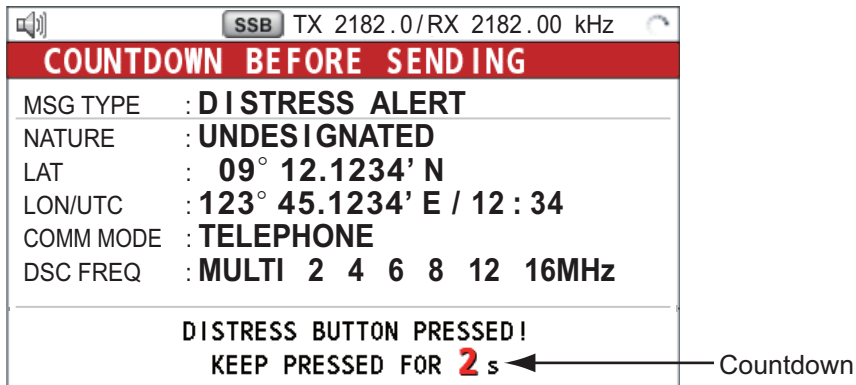 SSB TX 2182.0/RX 2182.00 kHz
COUNTDOWN BEFORE SENDING
MSG TYPE : DISTRESS ALERT
NATURE : UNDESIGNATED
LAT : 09° 12.1234’ N
LON/UTC : 123° 45.1234’ E / 12 : 34
COMM MODE : TELEPHONE
DSC FREQ : MULTI 2 4 6 8 12 16MHz
DISTRESS BUTTON PRESSED!
KEEP PRESSED FOR 2 s
Countdown